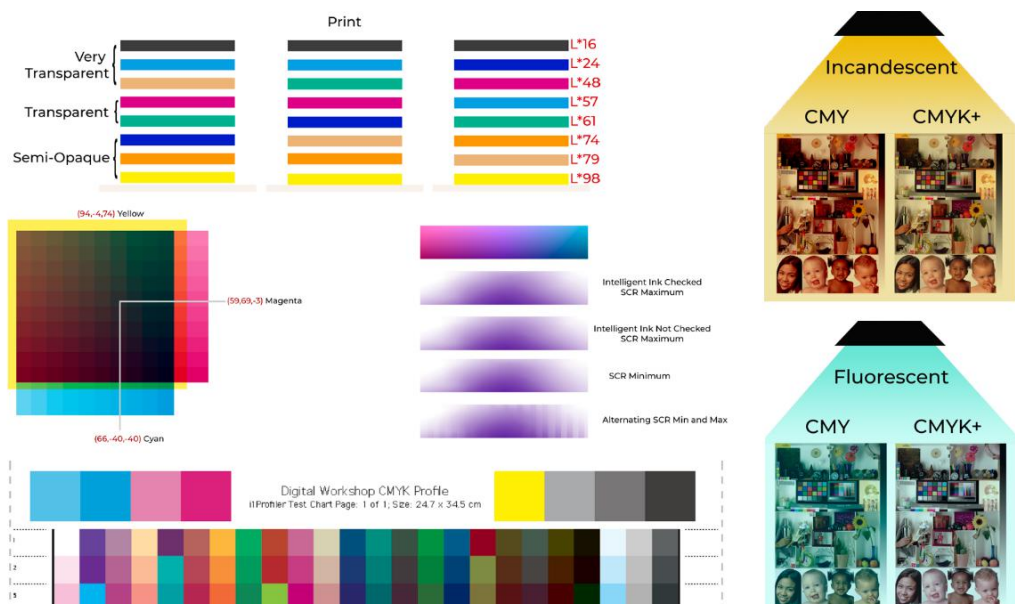 Print
Very
Transparent
Transparent
Semi-Opaque
L*16
L*24
L*48
L*57
L*61
L*74
L*79
L*98
(94,-4,74) Yellow
(59,69,-3) Magenta
(66,-40,-40) Cyan
Intelligent Ink Checked
SCR Maximum
Intelligent Ink Not Checked
SCR Maximum
SCR Minimum
Alternating SCR Min and Max
Digital Workshop CMYK Profile
i1Profiler Test Chart Page: 1 of 1; Size: 24.7 x 34.5 cm
1
2
3
Incandescent
CMY CMYK+
Fluorescent
CMY CMYK+